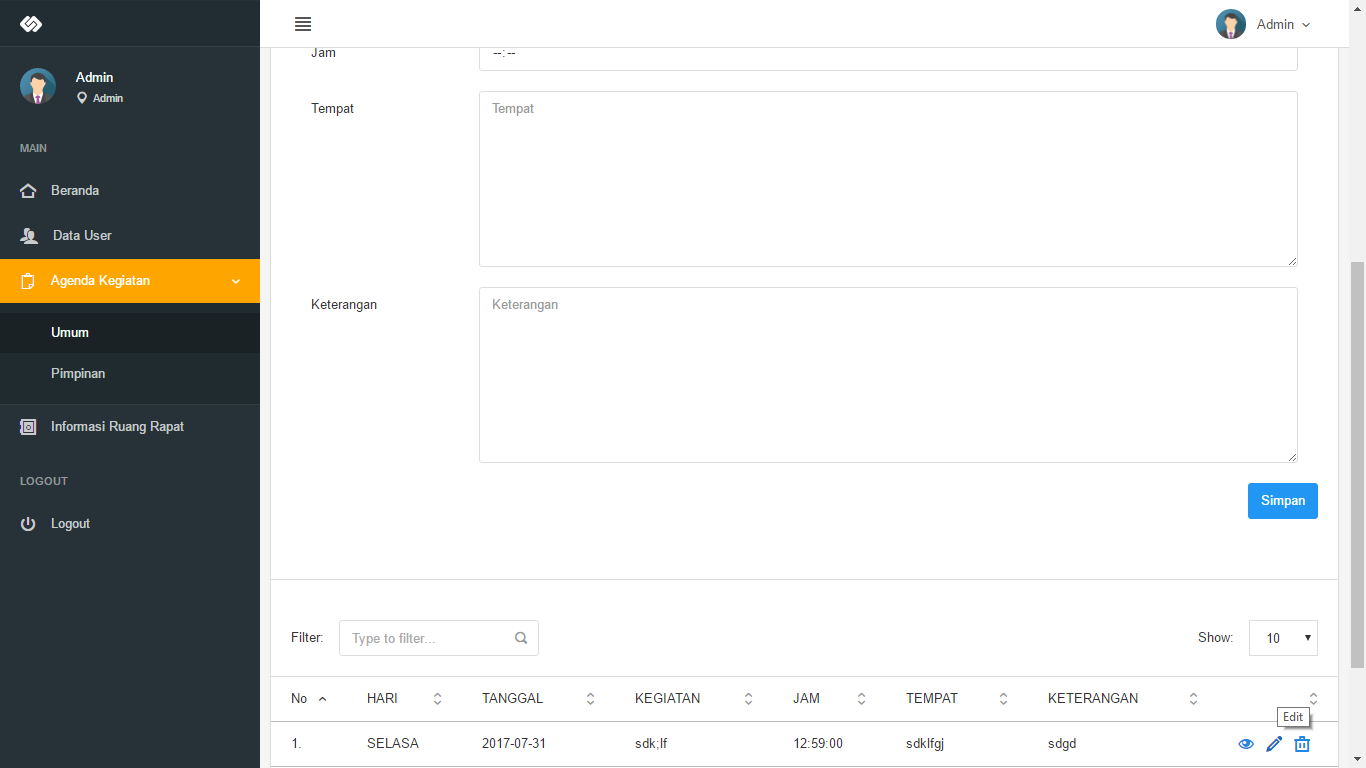 Admin
Admin
Admin
MAIN
Beranda
Data User
Agenda Kegiatan
Umum
Pimpinan
Informasi Ruang Rapat
LOGOUT
Logout
Jam --:--
Tempat Tempat
Keterangan Keterangan
Simpan
Filter: Type to filter... Show: 10
No HARI TANGGAL KEGIATAN JAM TEMPAT KETERANGAN
Edit
1. SELASA 2017-07-31 sdk;lf 12:59:00 sdklfgj sdgd